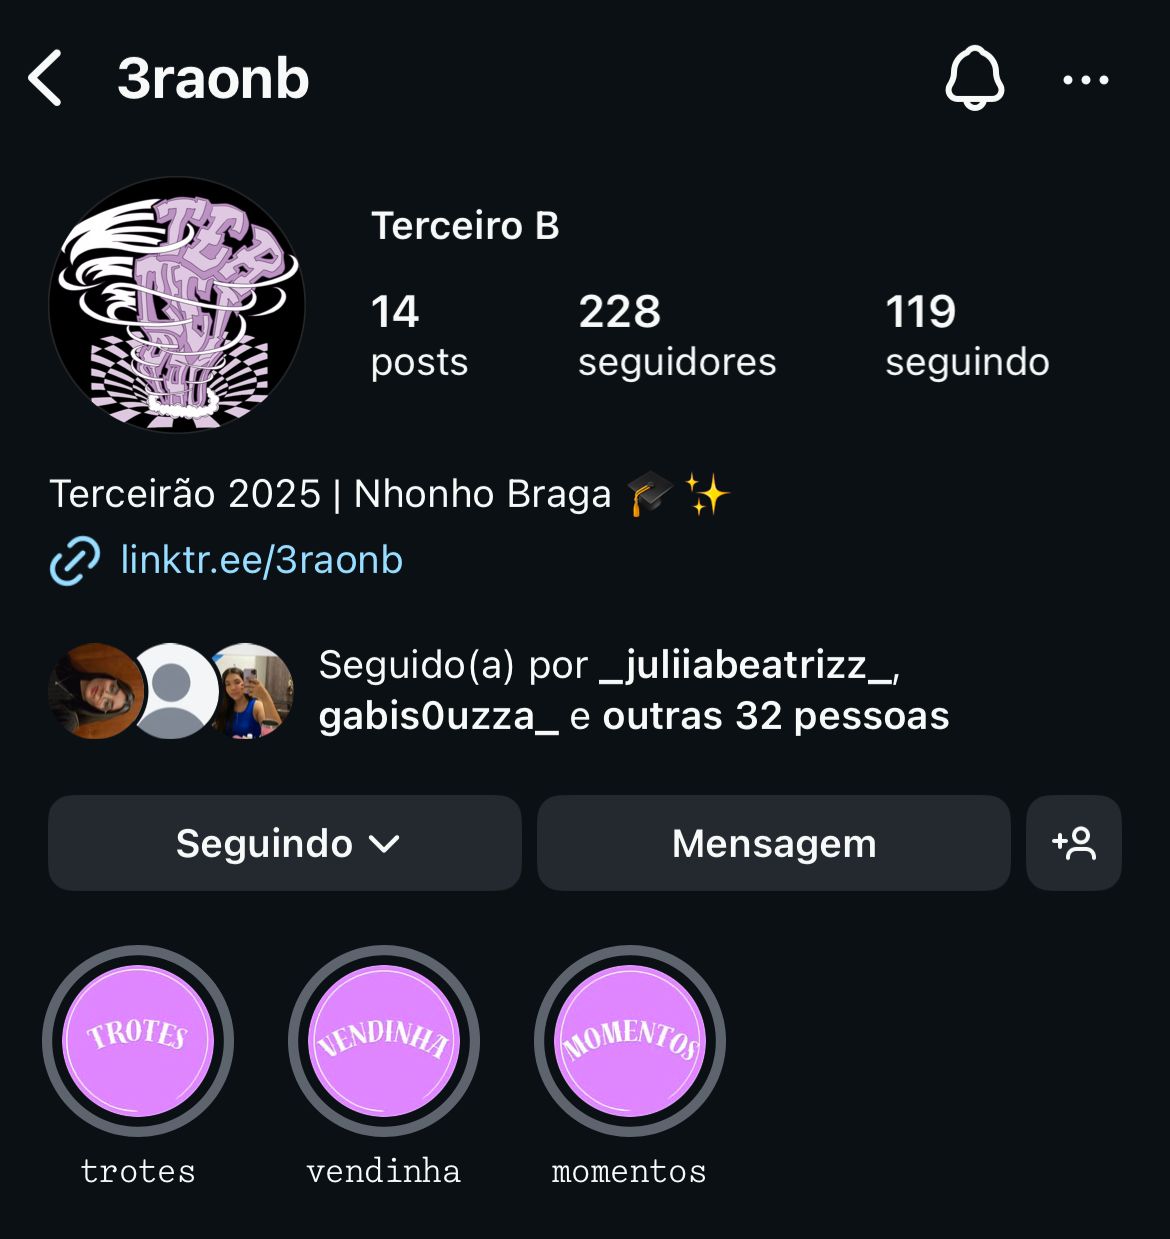 3raonb
TERCEIRÃO
Terceiro B
14 228 119
posts seguidores seguindo
Terceirão 2025 | Nhonho Braga 🎓✨
linktr.ee/3raonb
Seguido(a) por _juliiabeatrizz_,
gabis0uzza_ e outras 32 pessoas
Seguindo Mensagem
TROTES VENDINHA MOMENTOS
trotes vendinha momentos